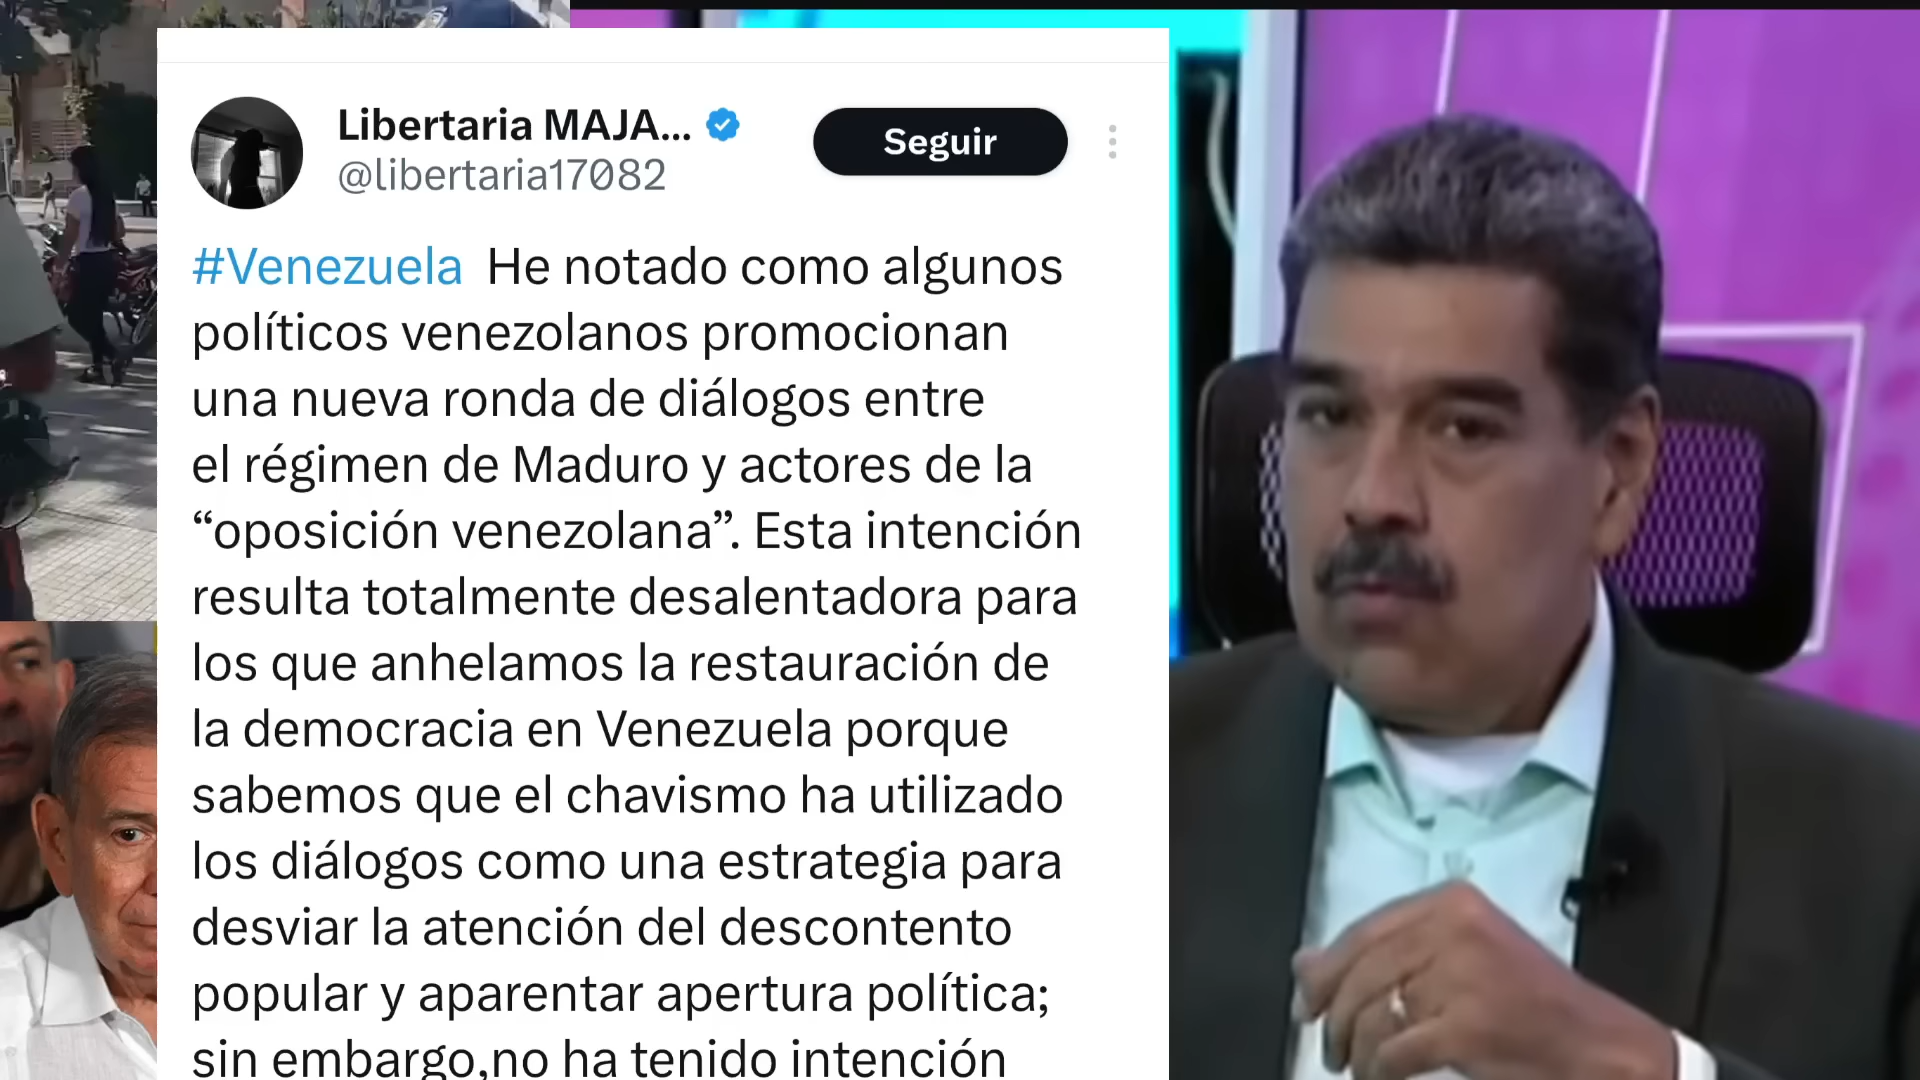 Libertaria MAJA...
@libertaria17082
Seguir
#Venezuela He notado como algunos
políticos venezolanos promocionan
una nueva ronda de diálogos entre
el régimen de Maduro y actores de la
“oposición venezolana”. Esta intención
resulta totalmente desalentadora para
los que anhelamos la restauración de
la democracia en Venezuela porque
sabemos que el chavismo ha utilizado
los diálogos como una estrategia para
desviar la atención del descontento
popular y aparentar apertura política;
sin embargo,no ha tenido intención